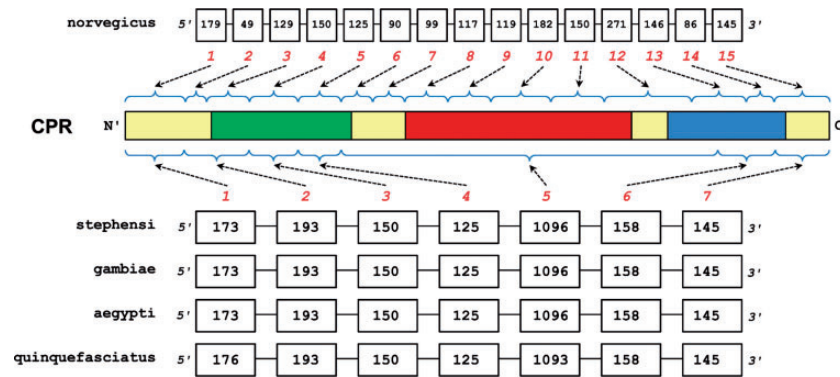 norvegicus 5' 179 49 129 150 125 90 99 117 119 182 150 271 146 86 145 3'
1 2 3 4 5 6 7 8 9 10 11 12 13 14 15
CPR N' C
1 2 3 4 5 6 7
stephensi 5' 173 193 150 125 1096 158 145 3'
gambiae 5' 173 193 150 125 1096 158 145 3'
aegypti 5' 173 193 150 125 1096 158 145 3'
quinquefasciatus 5' 176 193 150 125 1093 158 145 3'